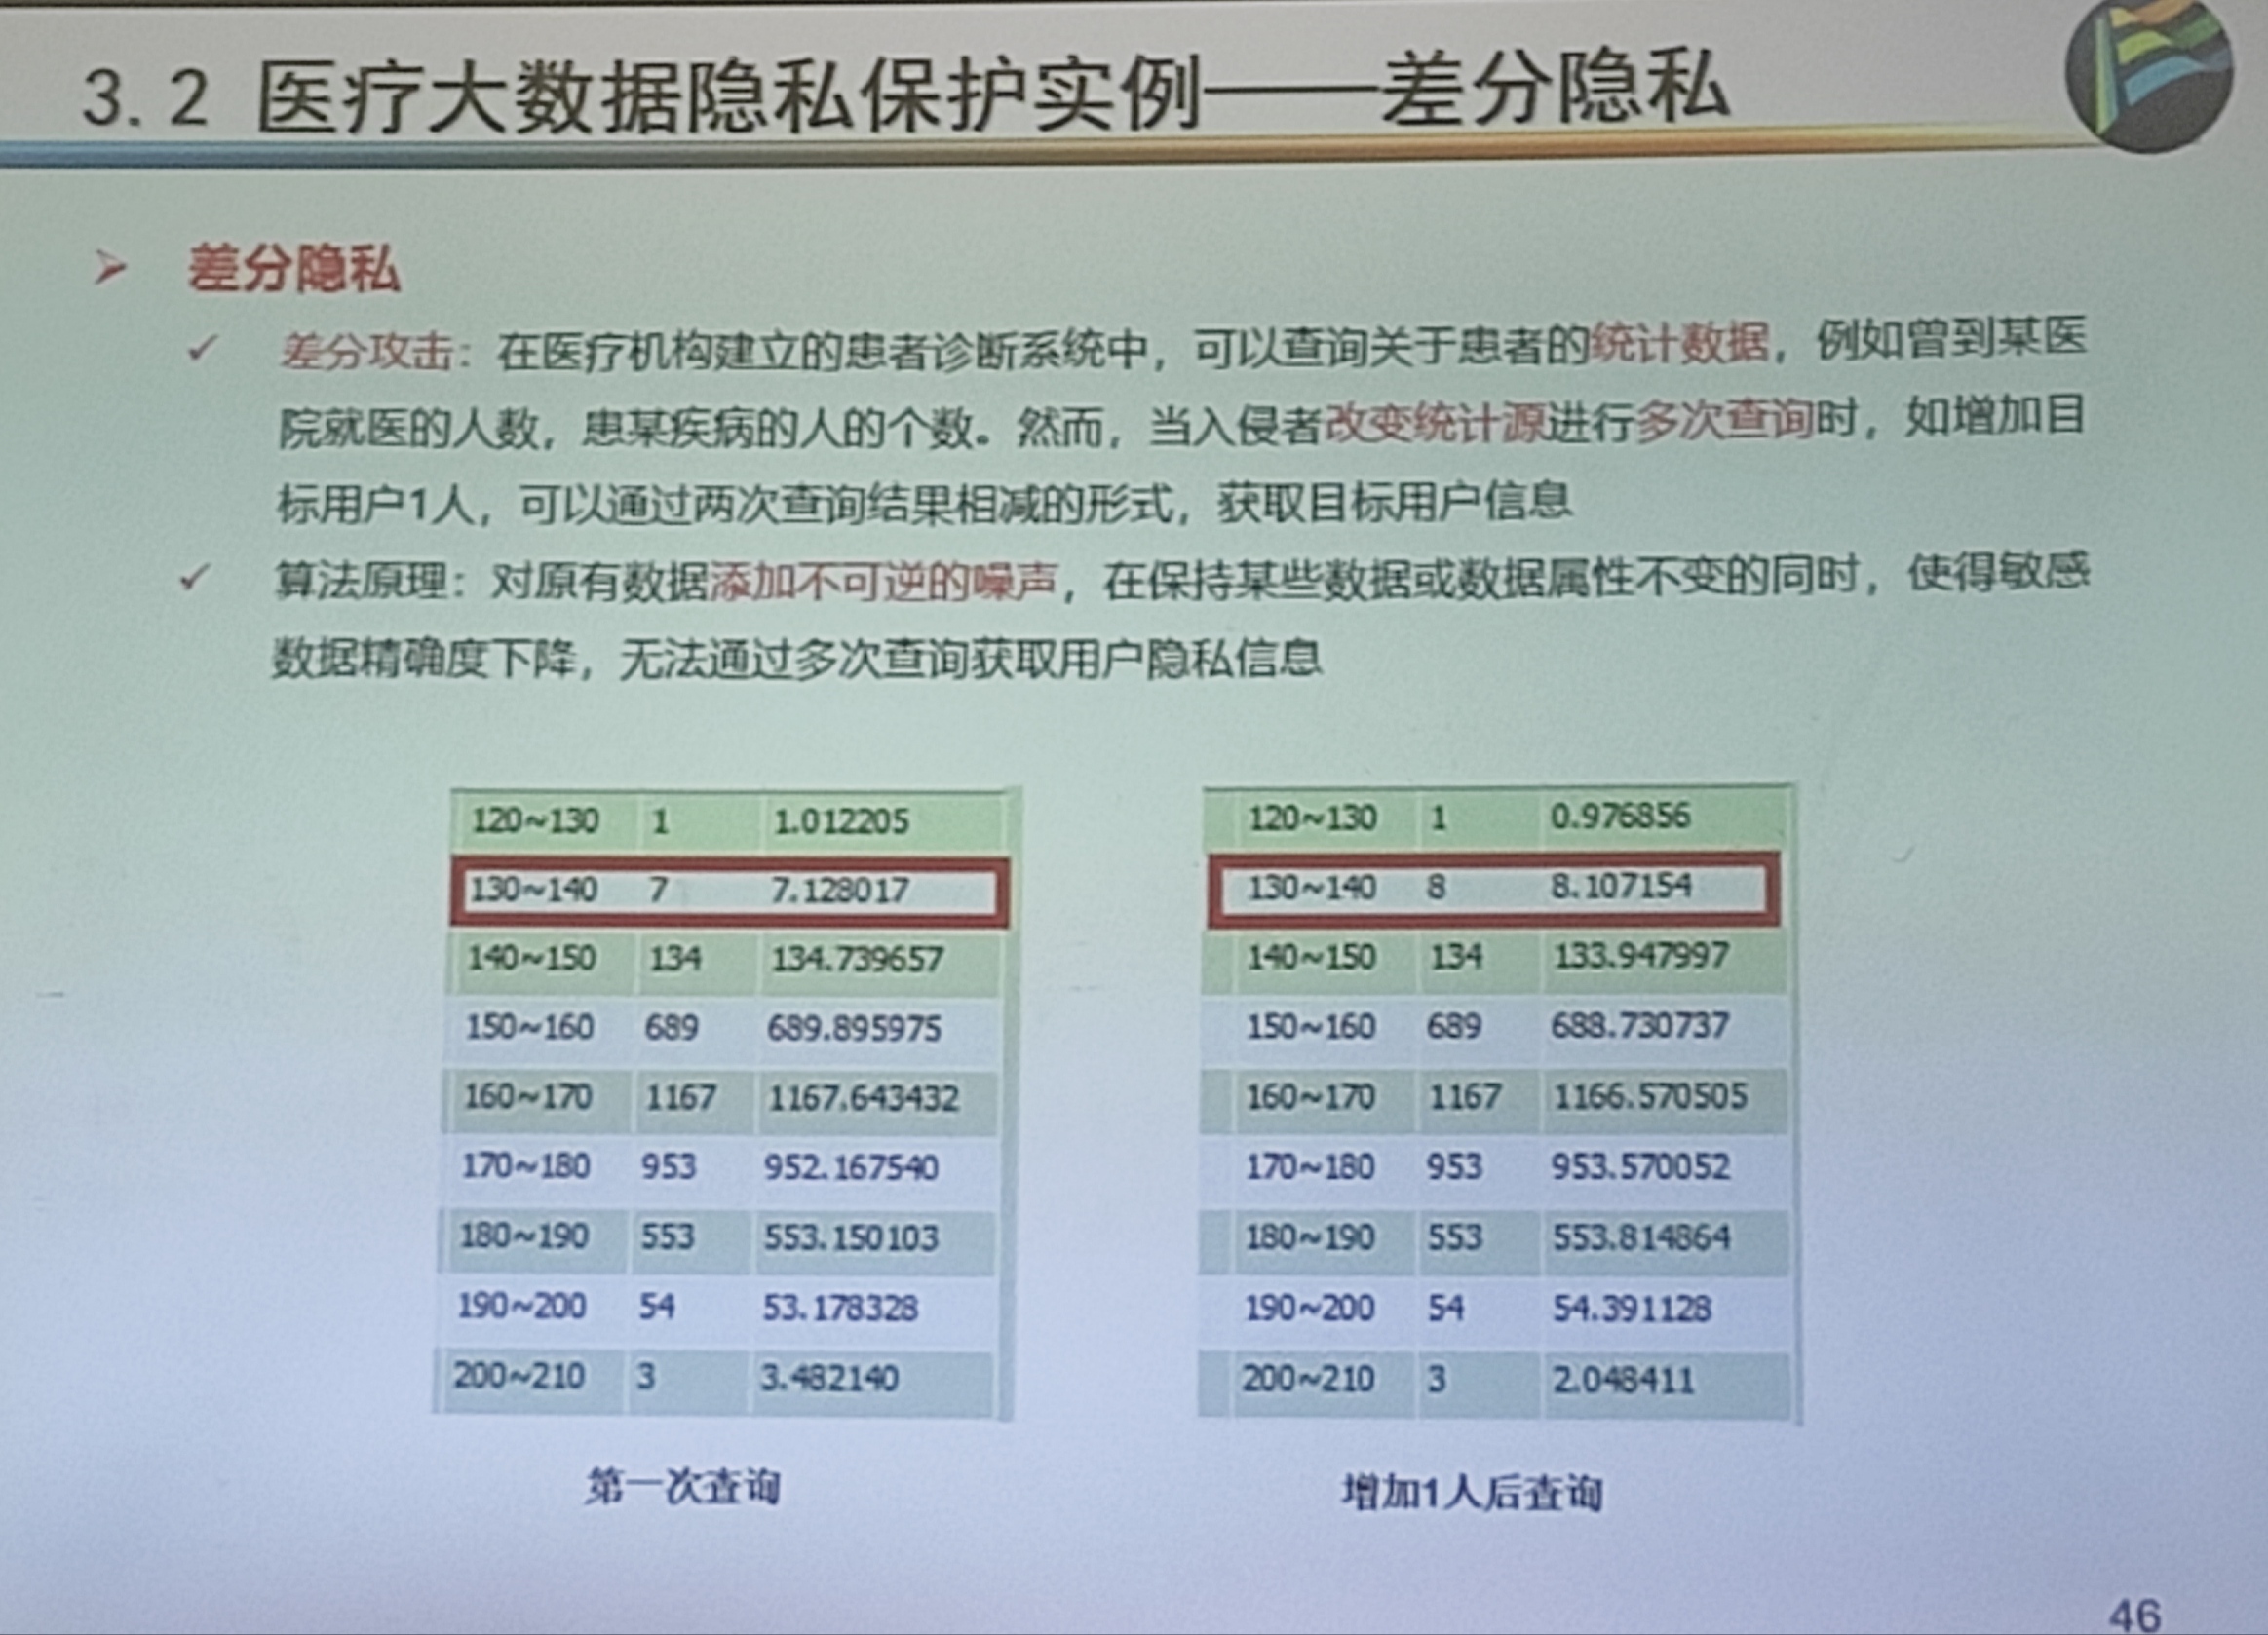 3.2 医疗大数据隐私保护实例——差分隐私
➢ 差分隐私
✓ 差分攻击：在医疗机构建立的患者诊断系统中，可以查询关于患者的统计数据，例如曾到某医
院就医的人数，患某疾病的人的个数。然而，当入侵者改变统计源进行多次查询时，如增加目
标用户1人，可以通过两次查询结果相减的形式，获取目标用户信息
✓ 算法原理：对原有数据添加不可逆的噪声，在保持某些数据或数据属性不变的同时，使得敏感
数据精确度下降，无法通过多次查询获取用户隐私信息
120~130 1 1.012205
130~140 7 7.128017
140~150 134 134.739657
150~160 689 689.895975
160~170 1167 1167.643432
170~180 953 952.167540
180~190 553 553.150103
190~200 54 53.178328
200~210 3 3.482140
第一次查询
120~130 1 0.976856
130~140 8 8.107154
140~150 134 133.947997
150~160 689 688.730737
160~170 1167 1166.570505
170~180 953 953.570052
180~190 553 553.814864
190~200 54 54.391128
200~210 3 2.048411
增加1人后查询
46